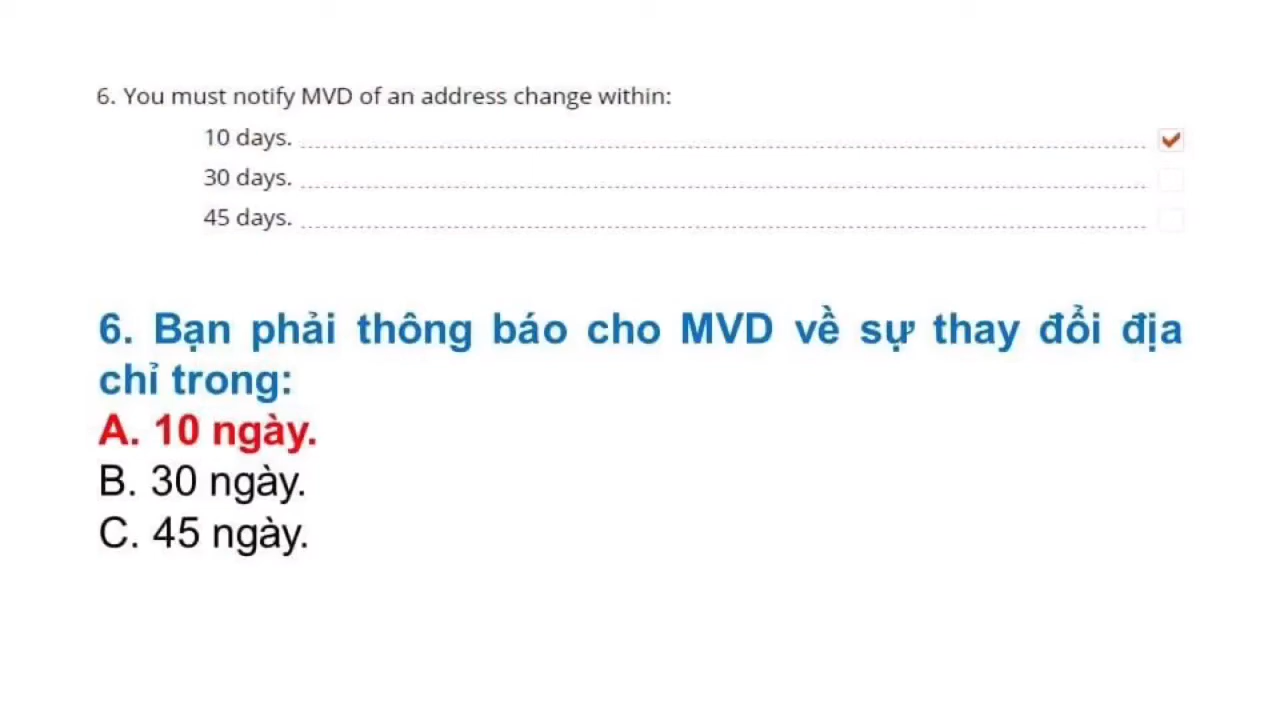 6. You must notify MVD of an address change within:
10 days.
30 days.
45 days.
6. Bạn phải thông báo cho MVD về sự thay đổi địa
chỉ trong:
A. 10 ngày.
B. 30 ngày.
C. 45 ngày.